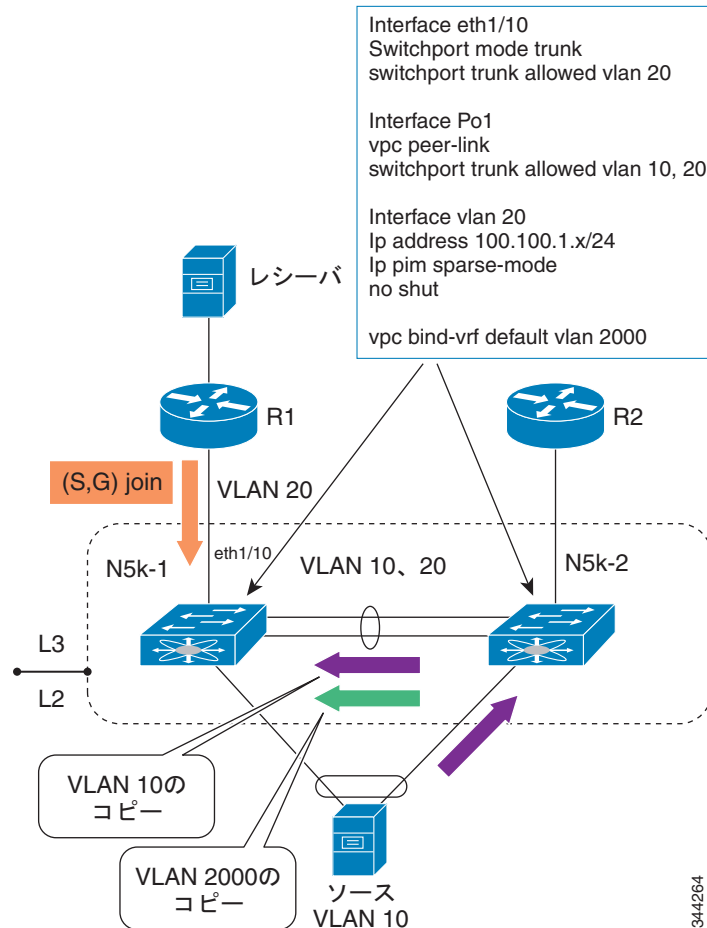 Interface eth1/10
Switchport mode trunk
switchport trunk allowed vlan 20
Interface Po1
vpc peer-link
switchport trunk allowed vlan 10, 20
Interface vlan 20
Ip address 100.100.1.x/24
Ip pim sparse-mode
no shut
vpc bind-vrf default vlan 2000
レシーバ
R1
R2
(S,G) join
VLAN 20
eth1/10
N5k-1
VLAN 10、20
N5k-2
L3
L2
VLAN 10の
コピー
VLAN 2000の
コピー
ソース
VLAN 10
344264